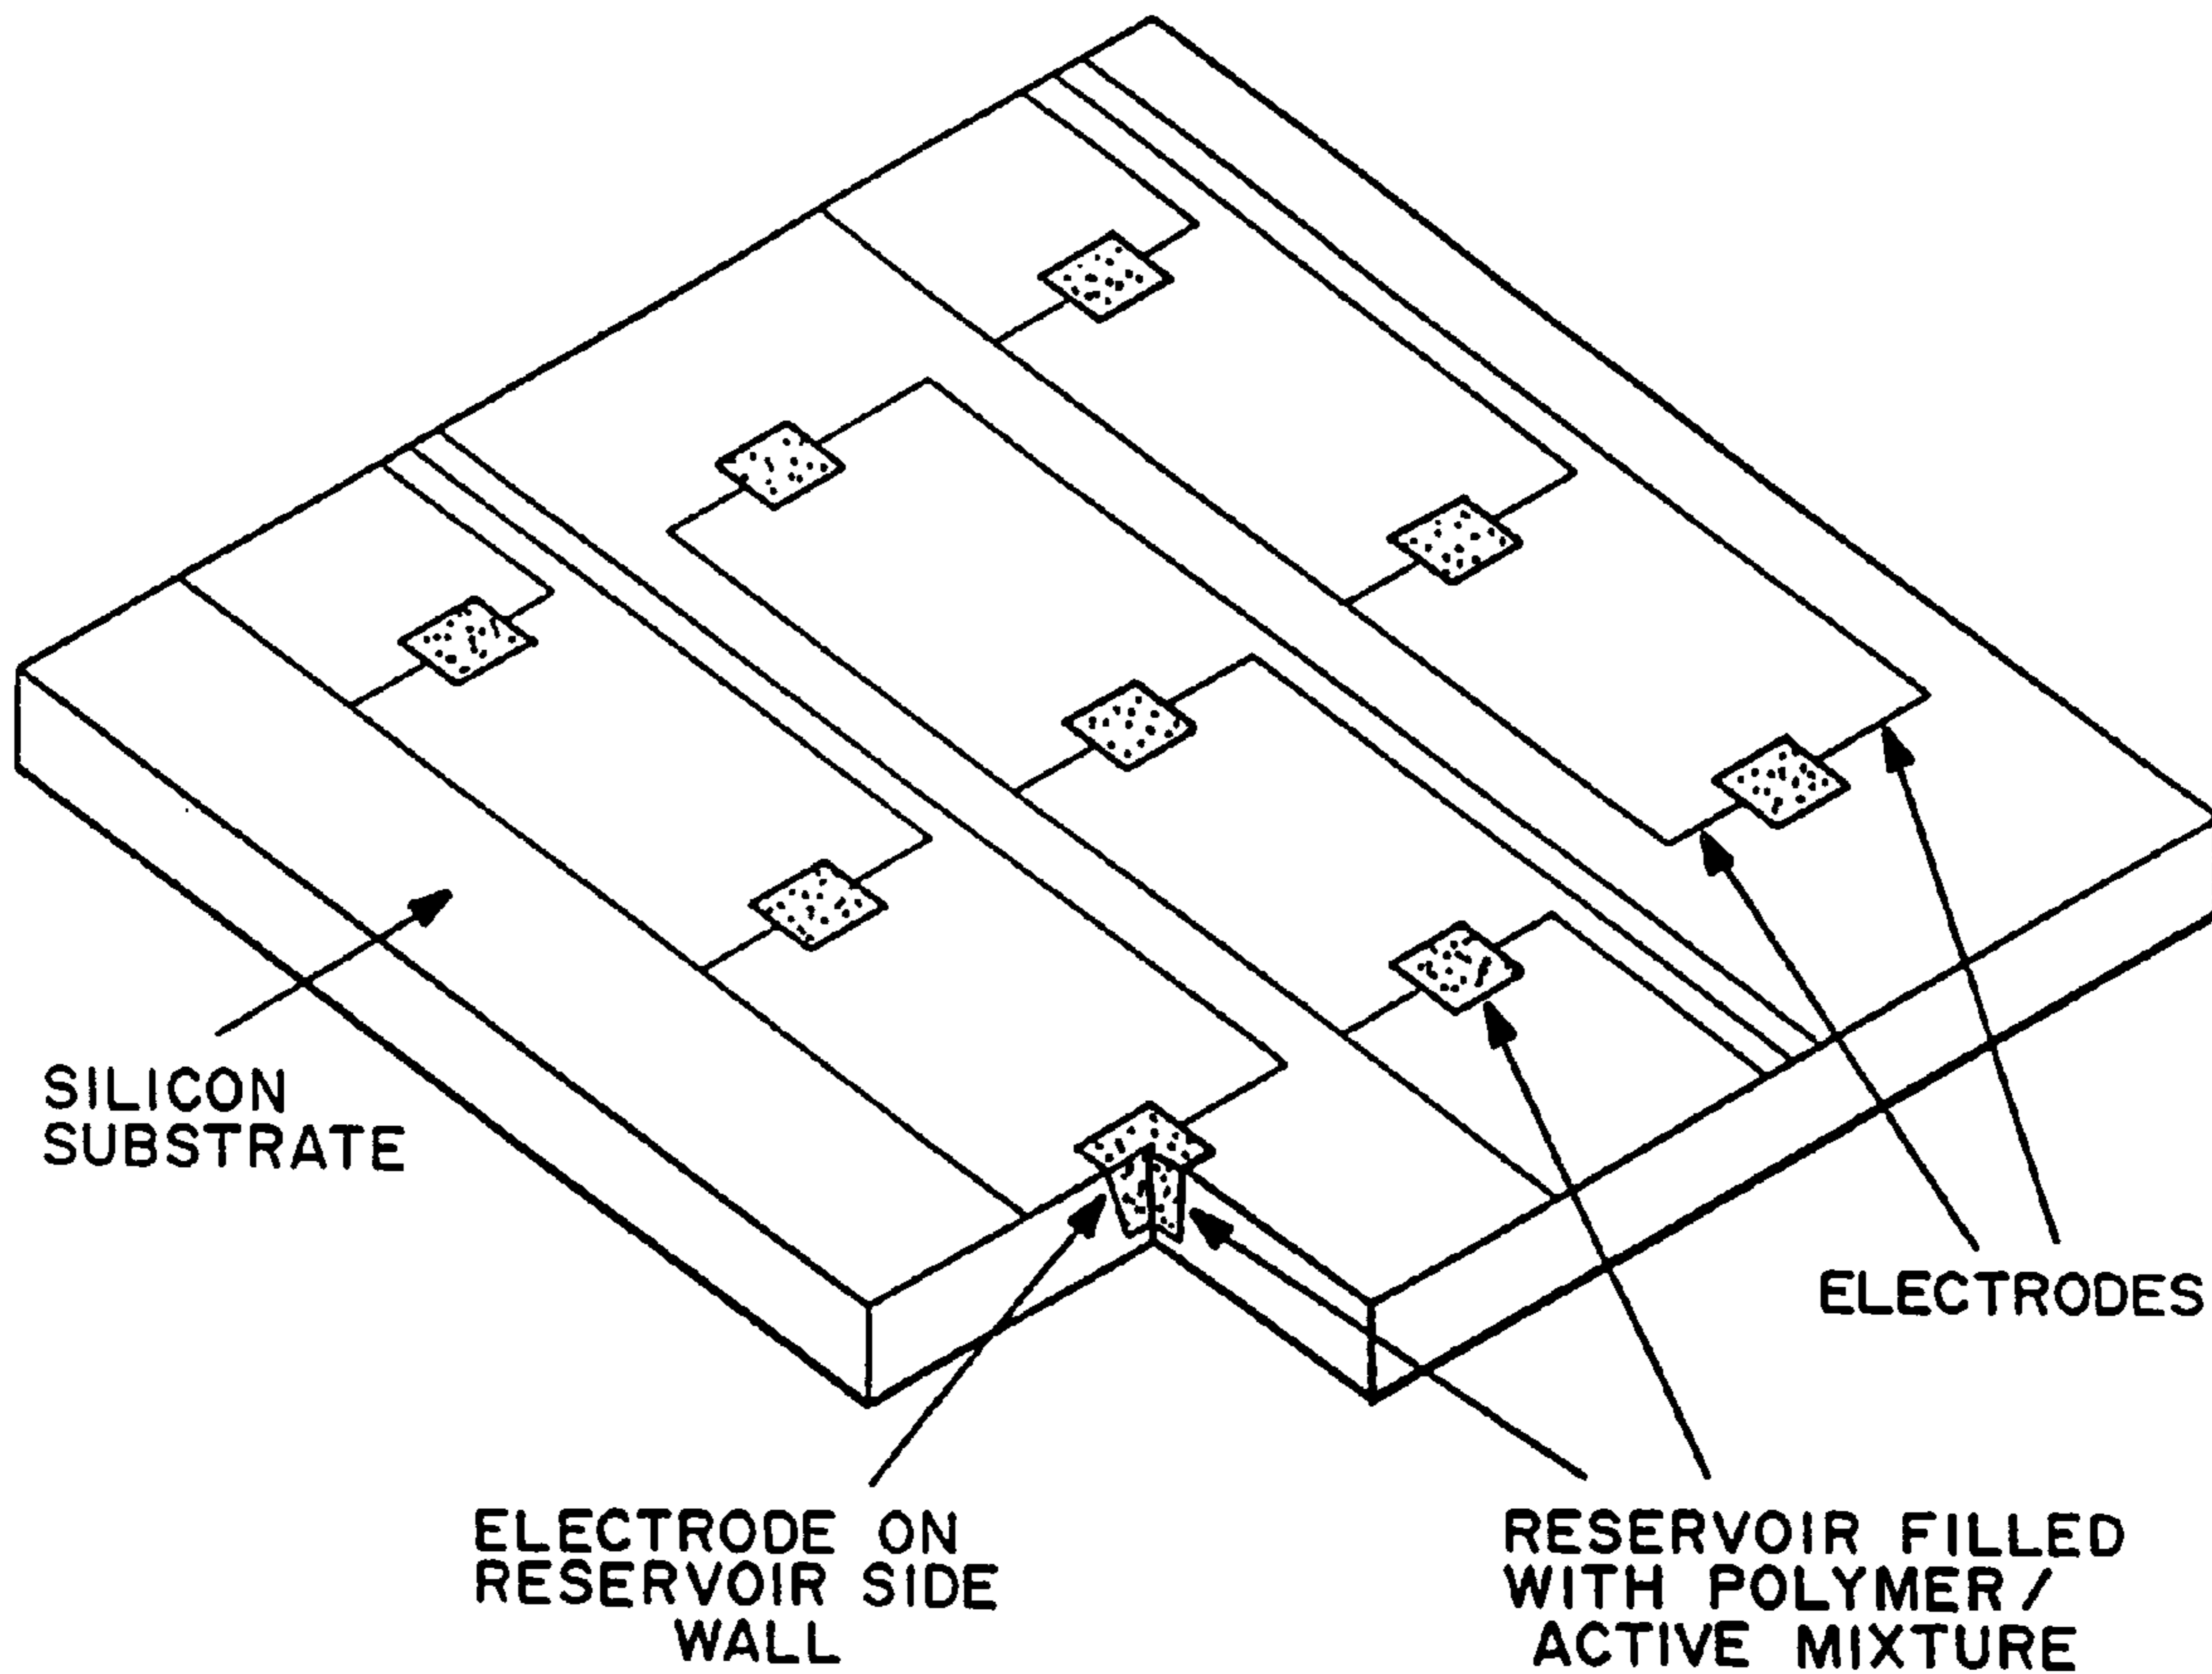 SILICON
SUBSTRATE
ELECTRODES
ELECTRODE ON
RESERVOIR SIDE
WALL
RESERVOIR FILLED
WITH POLYMER/
ACTIVE MIXTURE